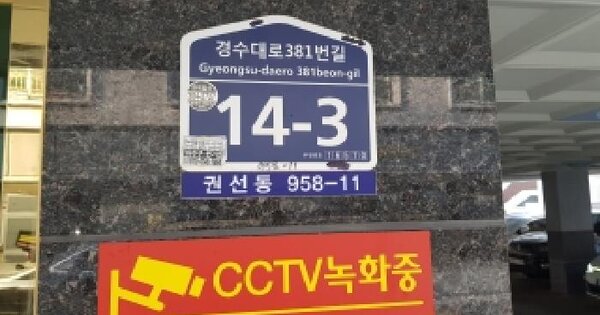 경수대로381번길
Gyeongsu-daero 381beon-gil
14-3
권선동 958-11
CCTV녹화중